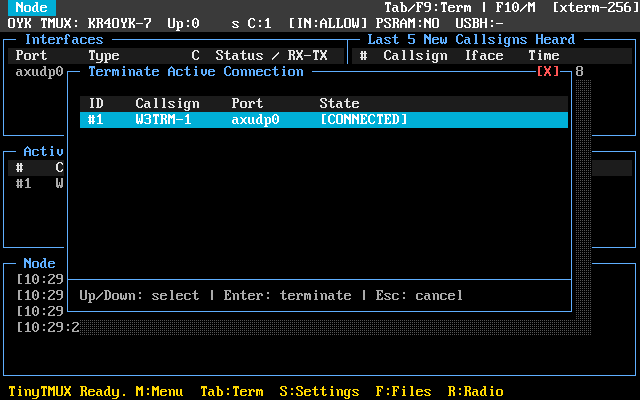 Node Tab/F9:Term | F10/M [xterm-256]
OYK TMUX: KR4OYK-7 Up:0 s C:1 [IN:ALLOW] PSRAM:NO USBH:-
Interfaces Last 5 New Callsigns Heard
Port Type C Status / RX-TX # Callsign Iface Time
axudp0 Terminate Active Connection [X] 8
ID Callsign Port State
#1 W3TRM-1 axudp0 [CONNECTED]
Activ
# C
#1 W
Node
[10:29
[10:29
Up/Down: select | Enter: terminate | Esc: cancel
[10:29
[10:29:2
TinyTMUX Ready. M:Menu Tab:Term S:Settings F:Files R:Radio